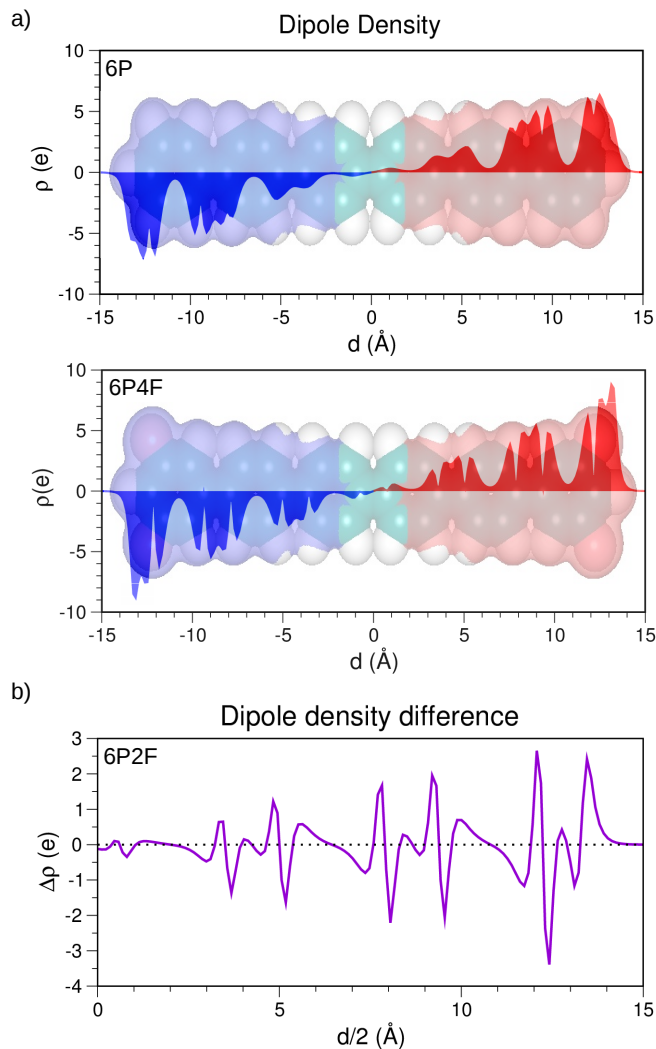 a)
Dipole Density
6P
10
5
0
-5
-10
ρ (e)
-15 -10 -5 0 5 10 15
d (Å)
6P4F
10
5
0
-5
-10
ρ(e)
-15 -10 -5 0 5 10 15
d (Å)
b)
Dipole density difference
6P2F
3
2
1
0
-1
-2
-3
-4
Δρ (e)
0 5 10 15
d/2 (Å)